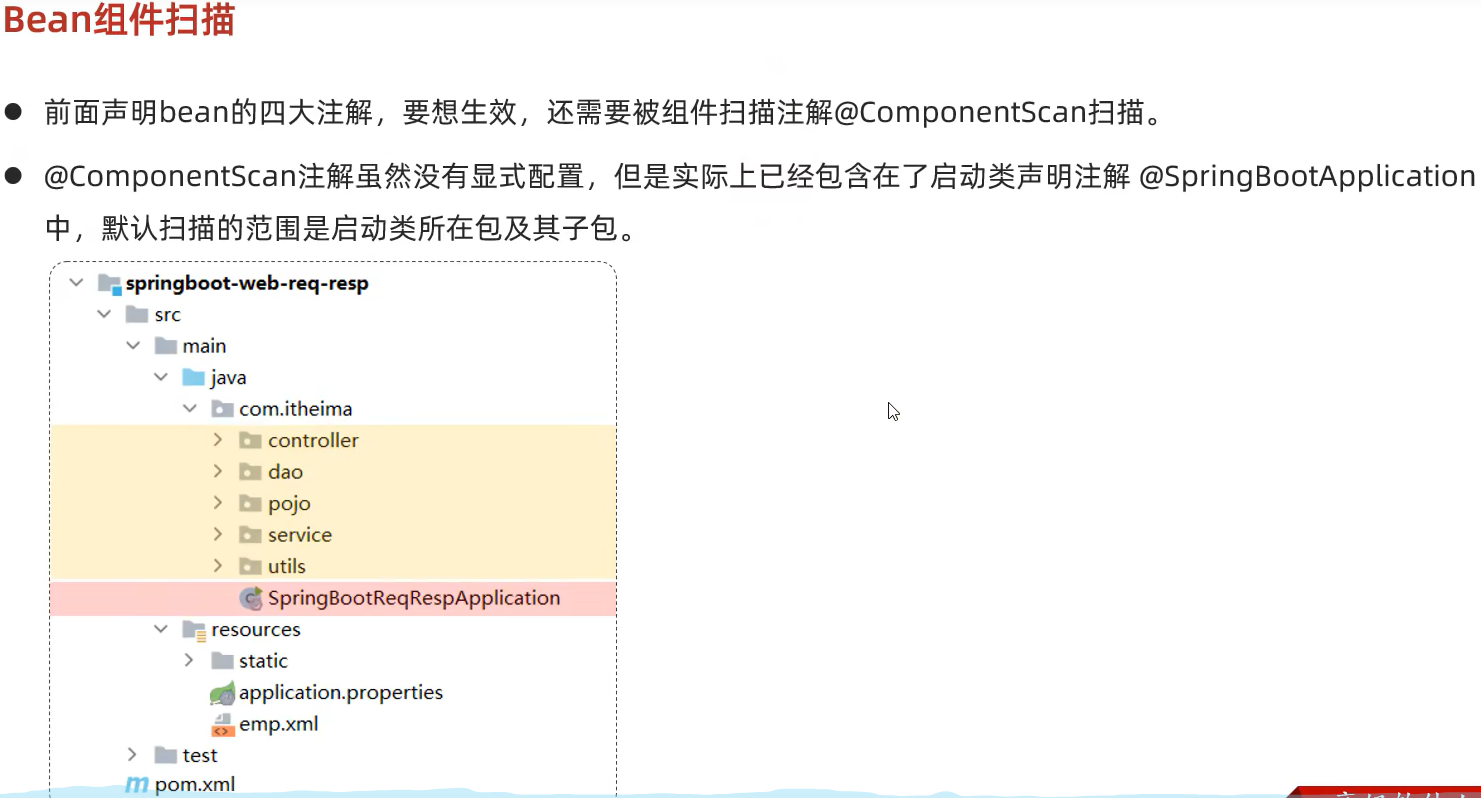 Bean组件扫描
前面声明bean的四大注解，要想生效，还需要被组件扫描注解@ComponentScan扫描。
@ComponentScan注解虽然没有显式配置，但是实际上已经包含在了启动类声明注解 @SpringBootApplication
中，默认扫描的范围是启动类所在包及其子包。
springboot-web-req-resp
src
main
java
com.itheima
controller
dao
pojo
service
utils
SpringBootReqRespApplication
resources
static
application.properties
emp.xml
test
pom.xml